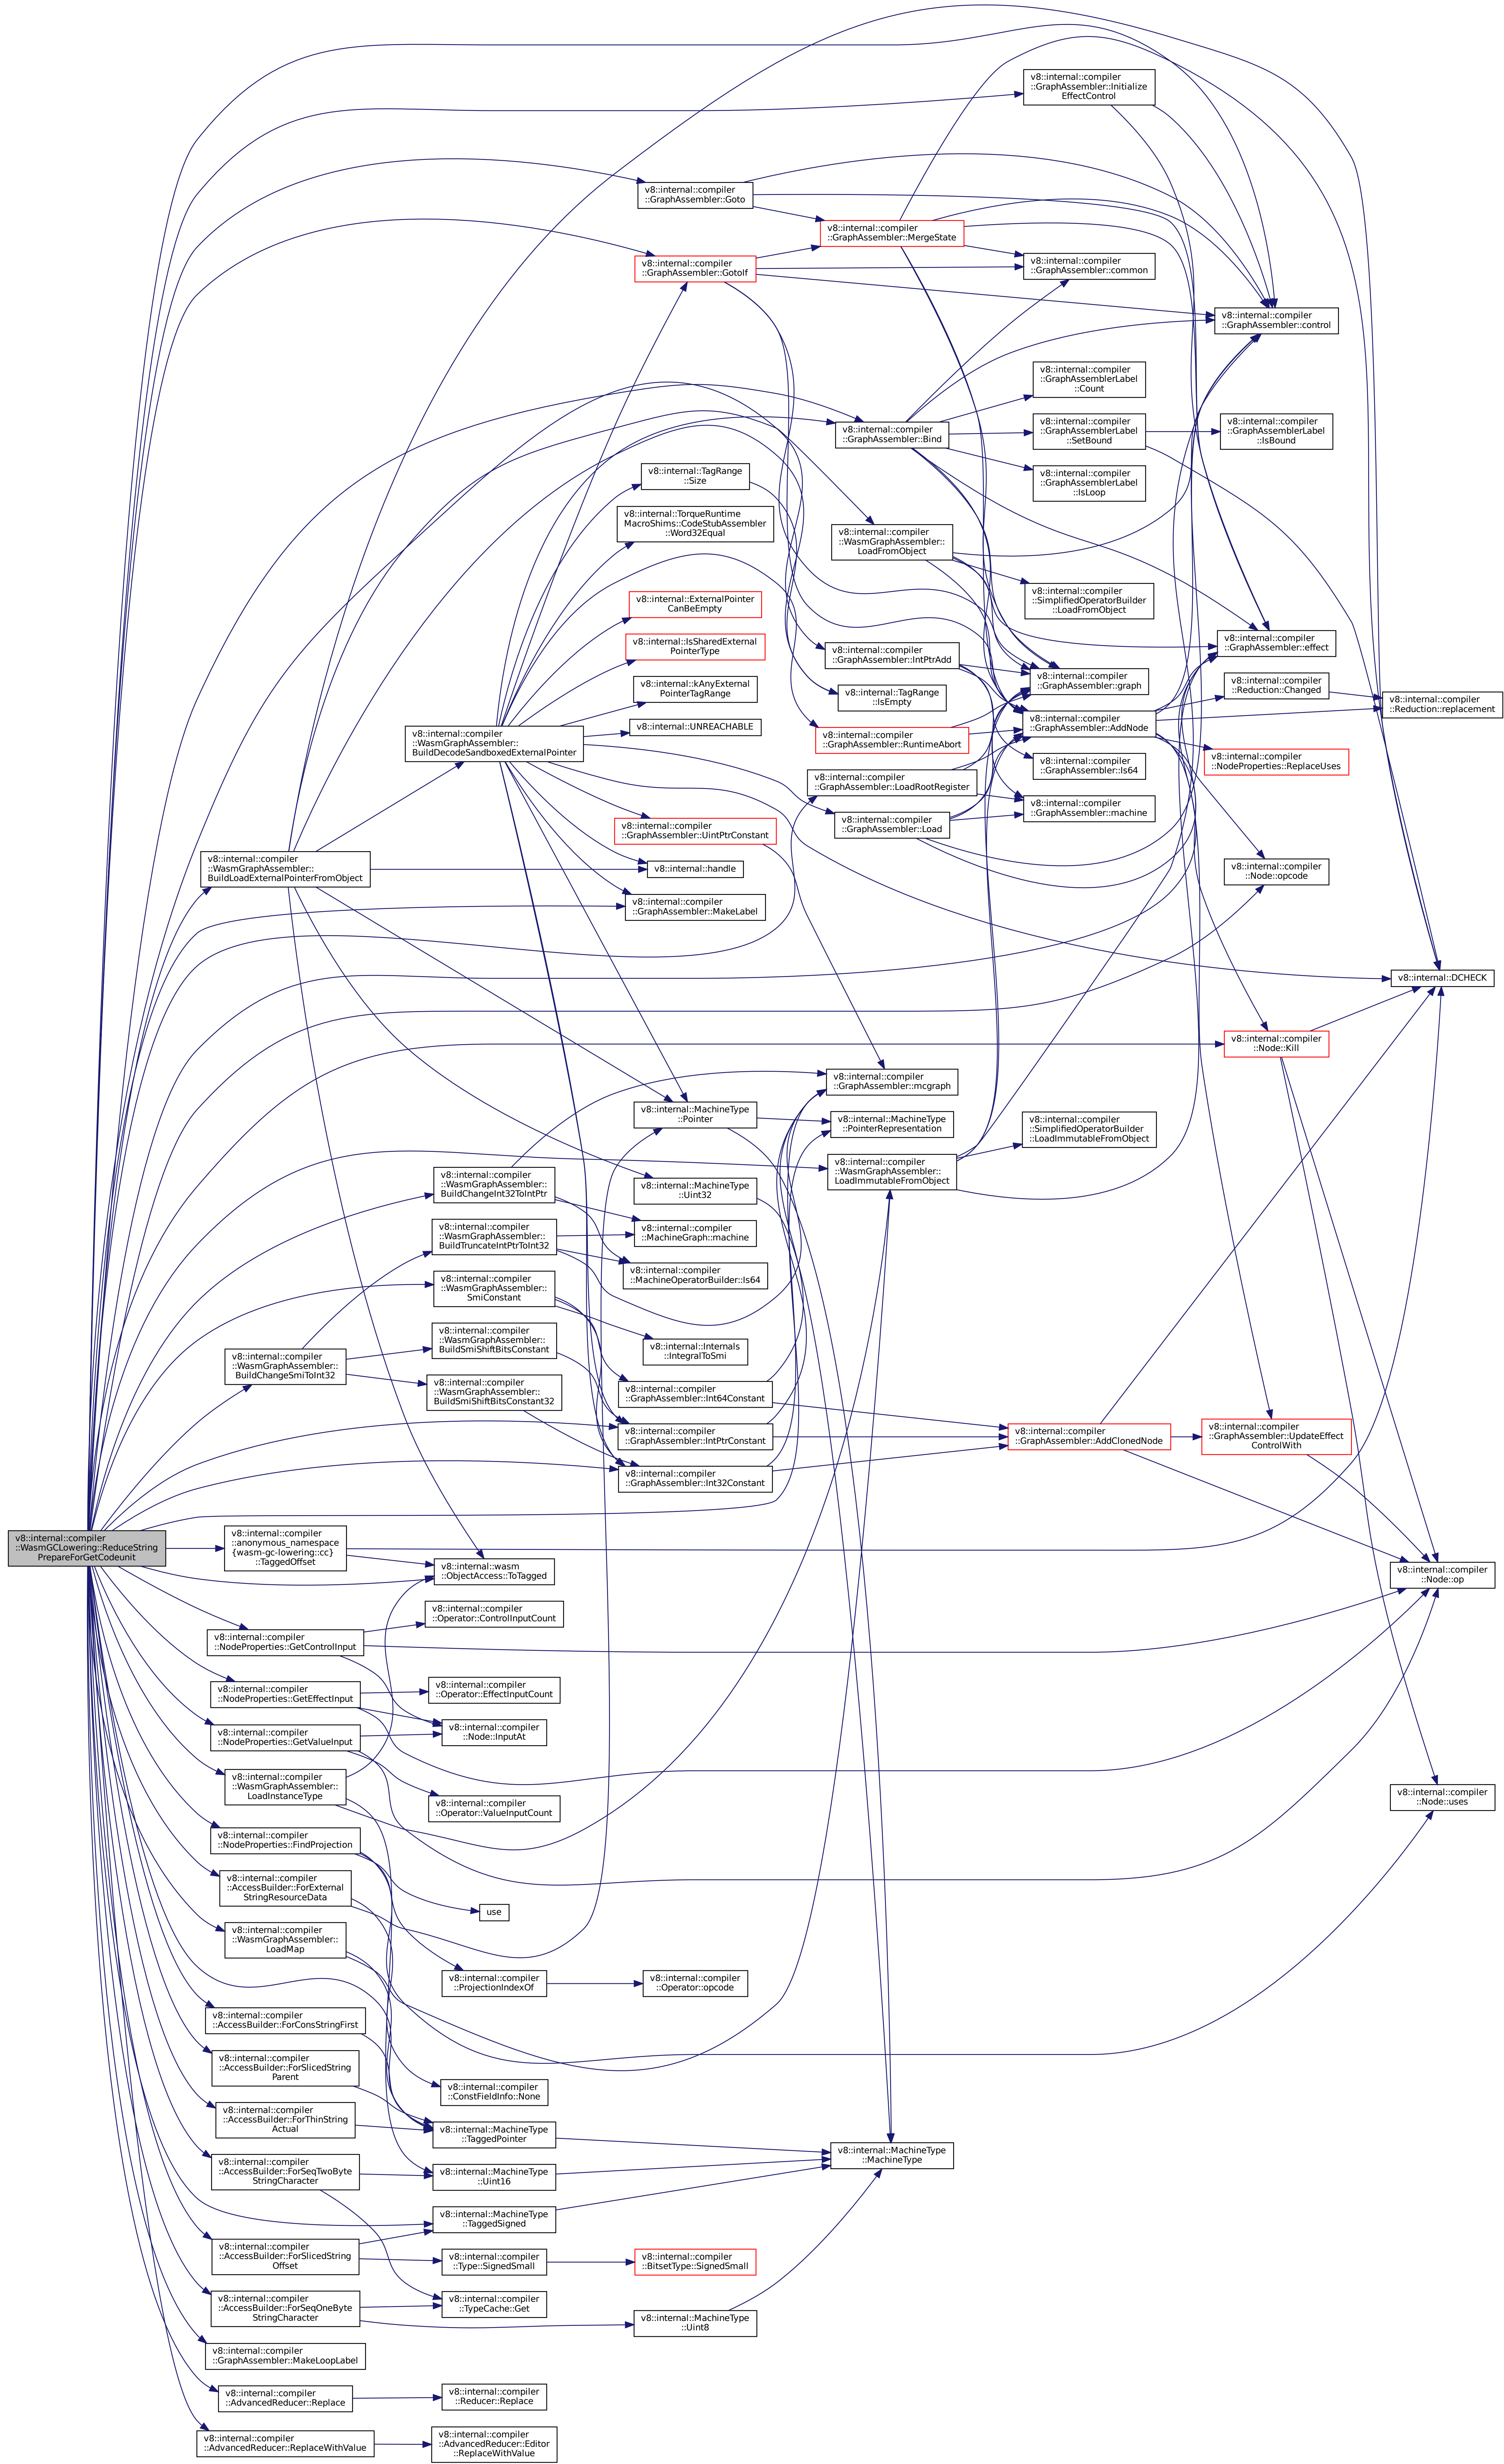 v8::internal::compiler
::WasmGCLowering::ReduceString
PrepareForGetCodeunit
v8::internal::compiler
::GraphAssembler::Initialize
EffectControl
v8::internal::compiler
::GraphAssembler::Goto
v8::internal::compiler
::GraphAssembler::MergeState
v8::internal::compiler
::GraphAssembler::GotoIf
v8::internal::compiler
::GraphAssembler::common
v8::internal::compiler
::GraphAssembler::control
v8::internal::compiler
::GraphAssemblerLabel
::Count
v8::internal::compiler
::GraphAssembler::Bind
v8::internal::compiler
::GraphAssemblerLabel
::SetBound
v8::internal::compiler
::GraphAssemblerLabel
::IsBound
v8::internal::compiler
::GraphAssemblerLabel
::IsLoop
v8::internal::TagRange
::Size
v8::internal::TorqueRuntime
MacroShims::CodeStubAssembler
::Word32Equal
v8::internal::compiler
::WasmGraphAssembler::
LoadFromObject
v8::internal::compiler
::SimplifiedOperatorBuilder
::LoadFromObject
v8::internal::ExternalPointer
CanBeEmpty
v8::internal::IsSharedExternal
PointerType
v8::internal::compiler
::GraphAssembler::IntPtrAdd
v8::internal::compiler
::GraphAssembler::effect
v8::internal::kAnyExternal
PointerTagRange
v8::internal::TagRange
::IsEmpty
v8::internal::compiler
::GraphAssembler::graph
v8::internal::compiler
::Reduction::Changed
v8::internal::compiler
::Reduction::replacement
v8::internal::UNREACHABLE
v8::internal::compiler
::WasmGraphAssembler::
BuildDecodeSandboxedExternalPointer
v8::internal::compiler
::GraphAssembler::RuntimeAbort
v8::internal::compiler
::GraphAssembler::AddNode
v8::internal::compiler
::NodeProperties::ReplaceUses
v8::internal::compiler
::GraphAssembler::Is64
v8::internal::compiler
::GraphAssembler::LoadRootRegister
v8::internal::compiler
::GraphAssembler::machine
v8::internal::compiler
::GraphAssembler::Load
v8::internal::compiler
::GraphAssembler::UintPtrConstant
v8::internal::compiler
::WasmGraphAssembler::
BuildLoadExternalPointerFromObject
v8::internal::handle
v8::internal::compiler
::Node::opcode
v8::internal::compiler
::GraphAssembler::MakeLabel
v8::internal::DCHECK
v8::internal::compiler
::Node::Kill
v8::internal::compiler
::GraphAssembler::mcgraph
v8::internal::MachineType
::Pointer
v8::internal::MachineType
::PointerRepresentation
v8::internal::compiler
::SimplifiedOperatorBuilder
::LoadImmutableFromObject
v8::internal::compiler
::WasmGraphAssembler::
LoadImmutableFromObject
v8::internal::compiler
::WasmGraphAssembler::
BuildChangeInt32ToIntPtr
v8::internal::MachineType
::Uint32
v8::internal::compiler
::WasmGraphAssembler::
BuildTruncateIntPtrToInt32
v8::internal::compiler
::MachineGraph::machine
v8::internal::compiler
::MachineOperatorBuilder::Is64
v8::internal::compiler
::WasmGraphAssembler::
SmiConstant
v8::internal::compiler
::WasmGraphAssembler::
BuildSmiShiftBitsConstant
v8::internal::Internals
::IntegralToSmi
v8::internal::compiler
::WasmGraphAssembler::
BuildChangeSmiToInt32
v8::internal::compiler
::WasmGraphAssembler::
BuildSmiShiftBitsConstant32
v8::internal::compiler
::GraphAssembler::Int64Constant
v8::internal::compiler
::GraphAssembler::IntPtrConstant
v8::internal::compiler
::GraphAssembler::AddClonedNode
v8::internal::compiler
::GraphAssembler::UpdateEffect
ControlWith
v8::internal::compiler
::GraphAssembler::Int32Constant
v8::internal::compiler
::anonymous_namespace
{wasm-gc-lowering::cc}
::TaggedOffset
v8::internal::wasm
::ObjectAccess::ToTagged
v8::internal::compiler
::Node::op
v8::internal::compiler
::Operator::ControlInputCount
v8::internal::compiler
::NodeProperties::GetControlInput
v8::internal::compiler
::NodeProperties::GetEffectInput
v8::internal::compiler
::Operator::EffectInputCount
v8::internal::compiler
::NodeProperties::GetValueInput
v8::internal::compiler
::Node::InputAt
v8::internal::compiler
::WasmGraphAssembler::
LoadInstanceType
v8::internal::compiler
::Operator::ValueInputCount
v8::internal::compiler
::Node::uses
v8::internal::compiler
::NodeProperties::FindProjection
v8::internal::compiler
::AccessBuilder::ForExternal
StringResourceData
use
v8::internal::compiler
::WasmGraphAssembler::
LoadMap
v8::internal::compiler
::ProjectionIndexOf
v8::internal::compiler
::Operator::opcode
v8::internal::compiler
::AccessBuilder::ForConsStringFirst
v8::internal::compiler
::AccessBuilder::ForSlicedString
Parent
v8::internal::compiler
::ConstFieldInfo::None
v8::internal::compiler
::AccessBuilder::ForThinString
Actual
v8::internal::MachineType
::TaggedPointer
v8::internal::MachineType
::MachineType
v8::internal::compiler
::AccessBuilder::ForSeqTwoByte
StringCharacter
v8::internal::MachineType
::Uint16
v8::internal::MachineType
::TaggedSigned
v8::internal::compiler
::AccessBuilder::ForSlicedString
Offset
v8::internal::compiler
::Type::SignedSmall
v8::internal::compiler
::BitsetType::SignedSmall
v8::internal::compiler
::AccessBuilder::ForSeqOneByte
StringCharacter
v8::internal::compiler
::TypeCache::Get
v8::internal::MachineType
::Uint8
v8::internal::compiler
::GraphAssembler::MakeLoopLabel
v8::internal::compiler
::AdvancedReducer::Replace
v8::internal::compiler
::Reducer::Replace
v8::internal::compiler
::AdvancedReducer::ReplaceWithValue
v8::internal::compiler
::AdvancedReducer::Editor
::ReplaceWithValue